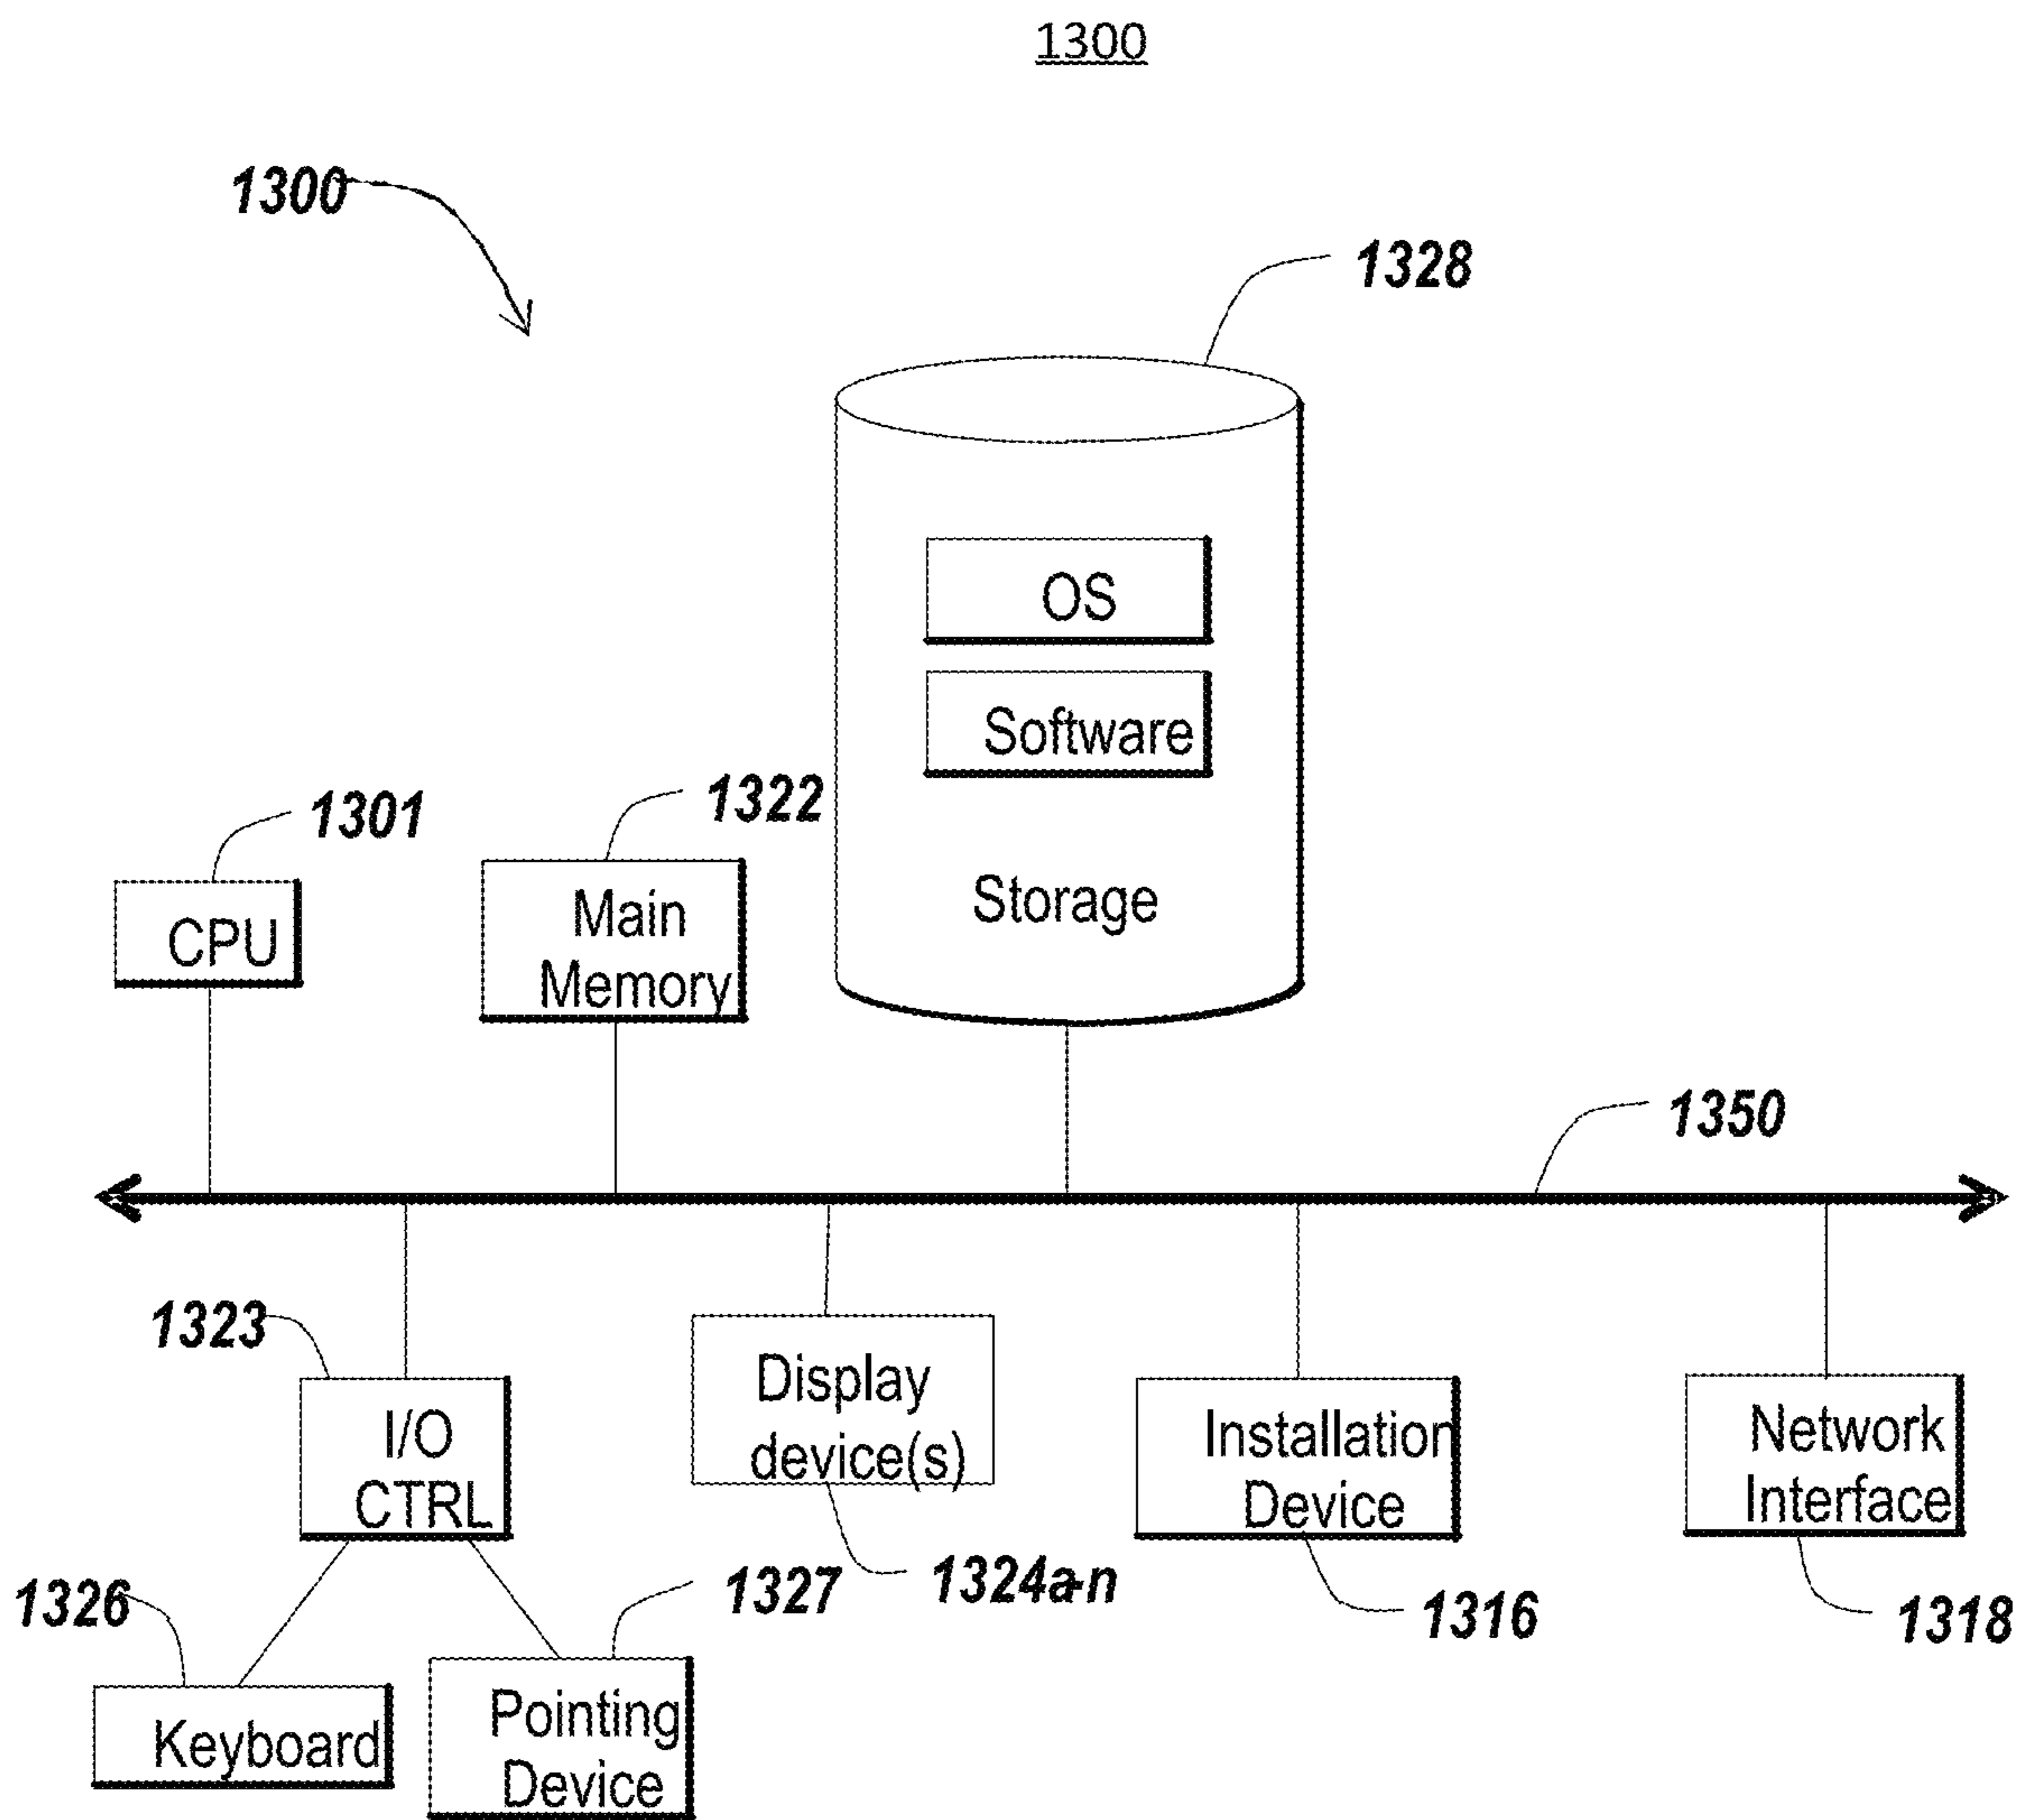 1300
1300
1328
OS
Software
1322
1301
Main
Memory
CPU
Storage
1350
1323
Display
device(s)
I/O
CTRL
Installation
Device
Network
Interface
1327
1324a-n
1326
1316
1318
Pointing
Device
Keyboard